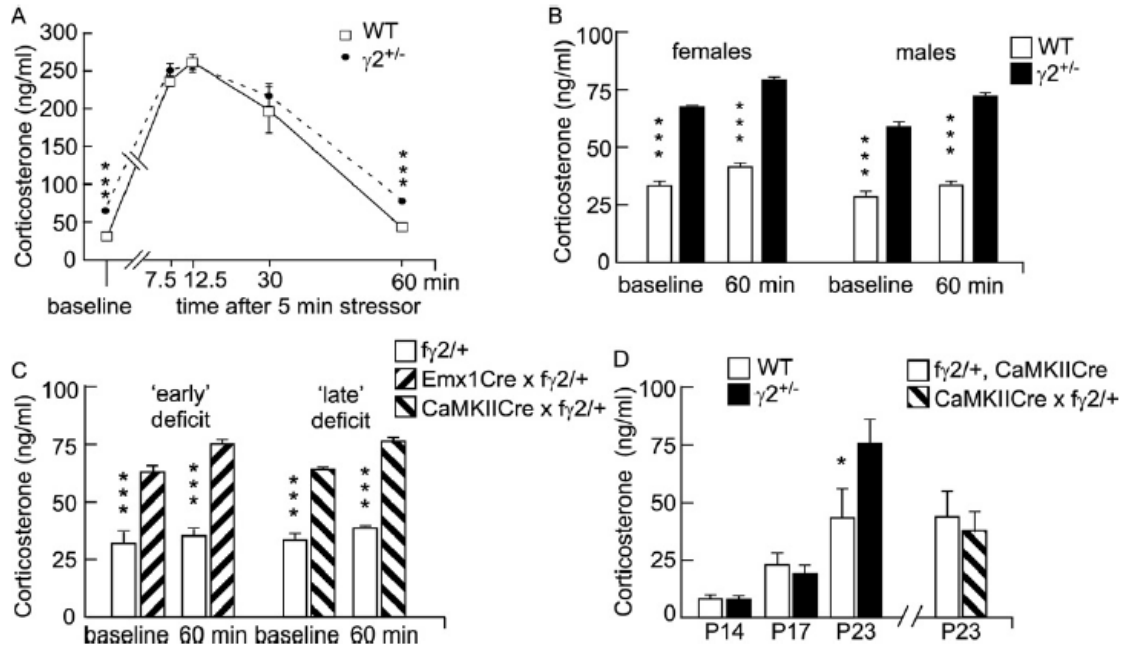 A
Corticosterone (ng/ml)
300
250
200
150
100
50
0
WT
γ2+/-
***
***
7.5 12.5 30 60 min
baseline time after 5 min stressor
B
Corticosterone (ng/ml)
100
75
50
25
0
females males
WT
γ2+/-
***
***
***
***
baseline 60 min baseline 60 min
C
Corticosterone (ng/ml)
100
75
50
25
0
fγ2/+
Emx1Cre x fγ2/+
CaMKIICre x fγ2/+
'early' deficit
'late' deficit
***
***
***
***
baseline 60 min baseline 60 min
D
Corticosterone (ng/ml)
100
75
50
25
0
WT
γ2+/-
fγ2/+, CaMKIICre
CaMKIICre x fγ2/+
*
P14 P17 P23 P23